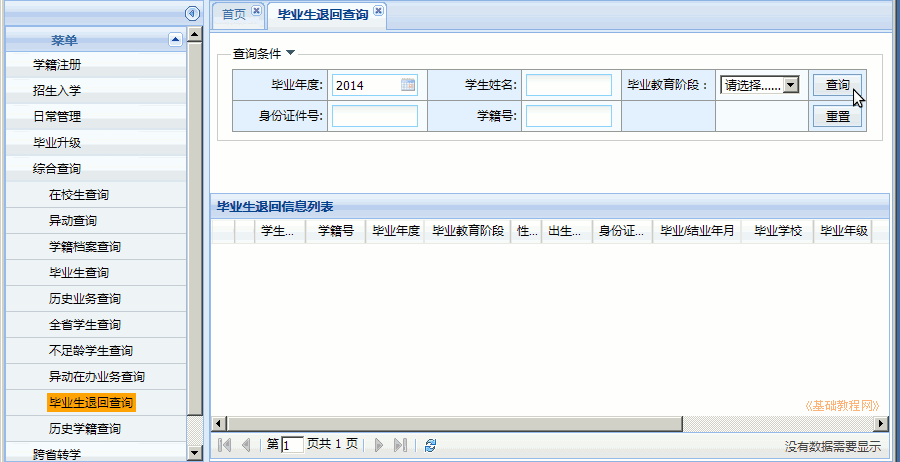 首页 毕业生退回查询
菜单
学籍注册
招生入学
日常管理
毕业升级
综合查询
在校生查询
异动查询
学籍档案查询
毕业生查询
历史业务查询
全省学生查询
不足龄学生查询
异动在办业务查询
毕业生退回查询
历史学籍查询
跨省转学
查询条件
毕业年度: 2014 学生姓名: 毕业教育阶段： 请选择...... 查询
身份证件号: 学籍号: 重置
毕业生退回信息列表
学生... 学籍号 毕业年度 毕业教育阶段 性... 出生... 身份证... 毕业/结业年月 毕业学校 毕业年级
《基础教程网》
第 1 页共 1 页 没有数据需要显示